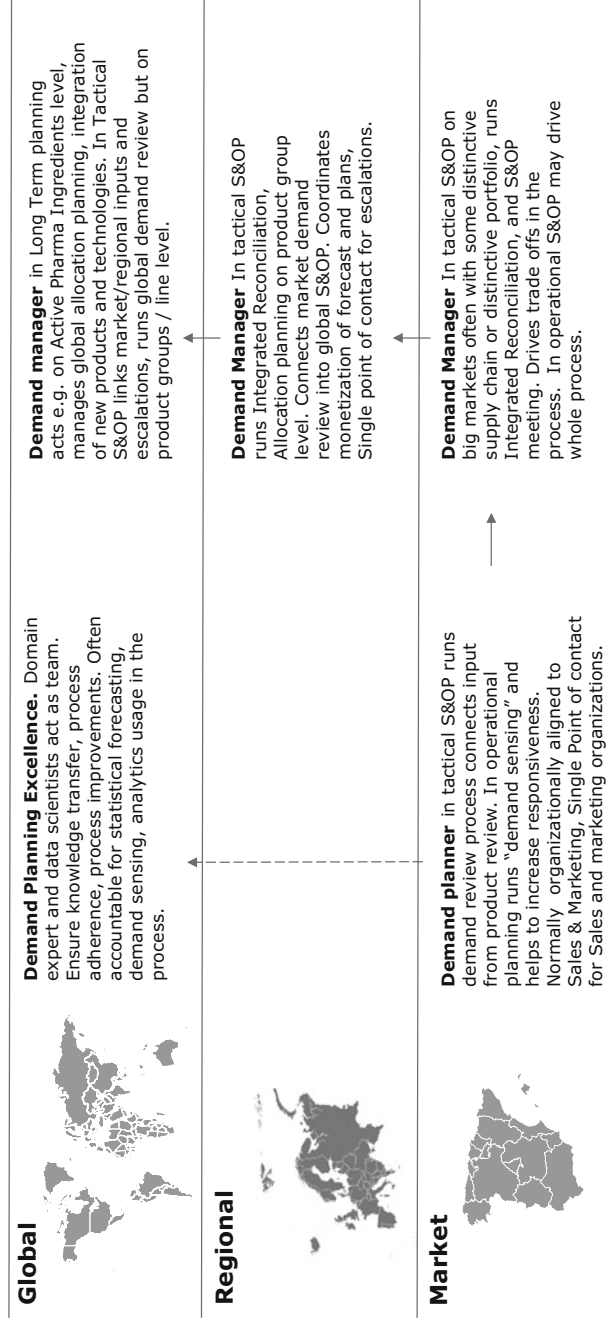 Global
Demand Planning Excellence. Domain
expert and data scientists act as team.
Ensure knowledge transfer, process
adherence, process improvements. Often
accountable for statistical forecasting,
demand sensing, analytics usage in the
process.
Demand manager in Long Term planning
acts e.g. on Active Pharma Ingredients level,
manages global allocation planning, integration
of new products and technologies. In Tactical
S&OP links market/regional inputs and
escalations, runs global demand review but on
product groups / line level.
Regional
Demand Manager In tactical S&OP
runs Integrated Reconciliation,
Allocation planning on product group
level. Connects market demand
review into global S&OP. Coordinates
monetization of forecast and plans,
Single point of contact for escalations.
Market
Demand planner in tactical S&OP runs
demand review process connects input
from product review. In operational
planning runs “demand sensing” and
helps to increase responsiveness.
Normally organizationally aligned to
Sales & Marketing, Single Point of contact
for Sales and marketing organizations.
Demand Manager In tactical S&OP on
big markets often with some distinctive
supply chain or distinctive portfolio, runs
Integrated Reconciliation, and S&OP
meeting. Drives trade offs in the
process. In operational S&OP may drive
whole process.